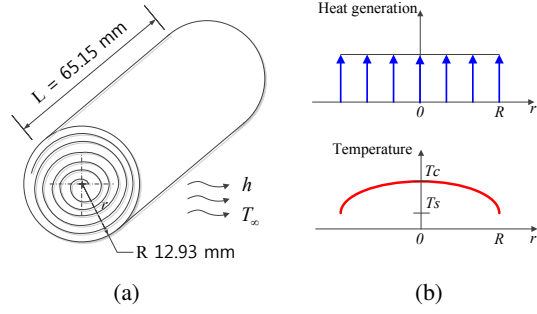 L = 65.15 mm
r
h
T∞
R 12.93 mm
(a)
Heat generation
0
R
r
Temperature
Tc
Ts
0
R
r
(b)